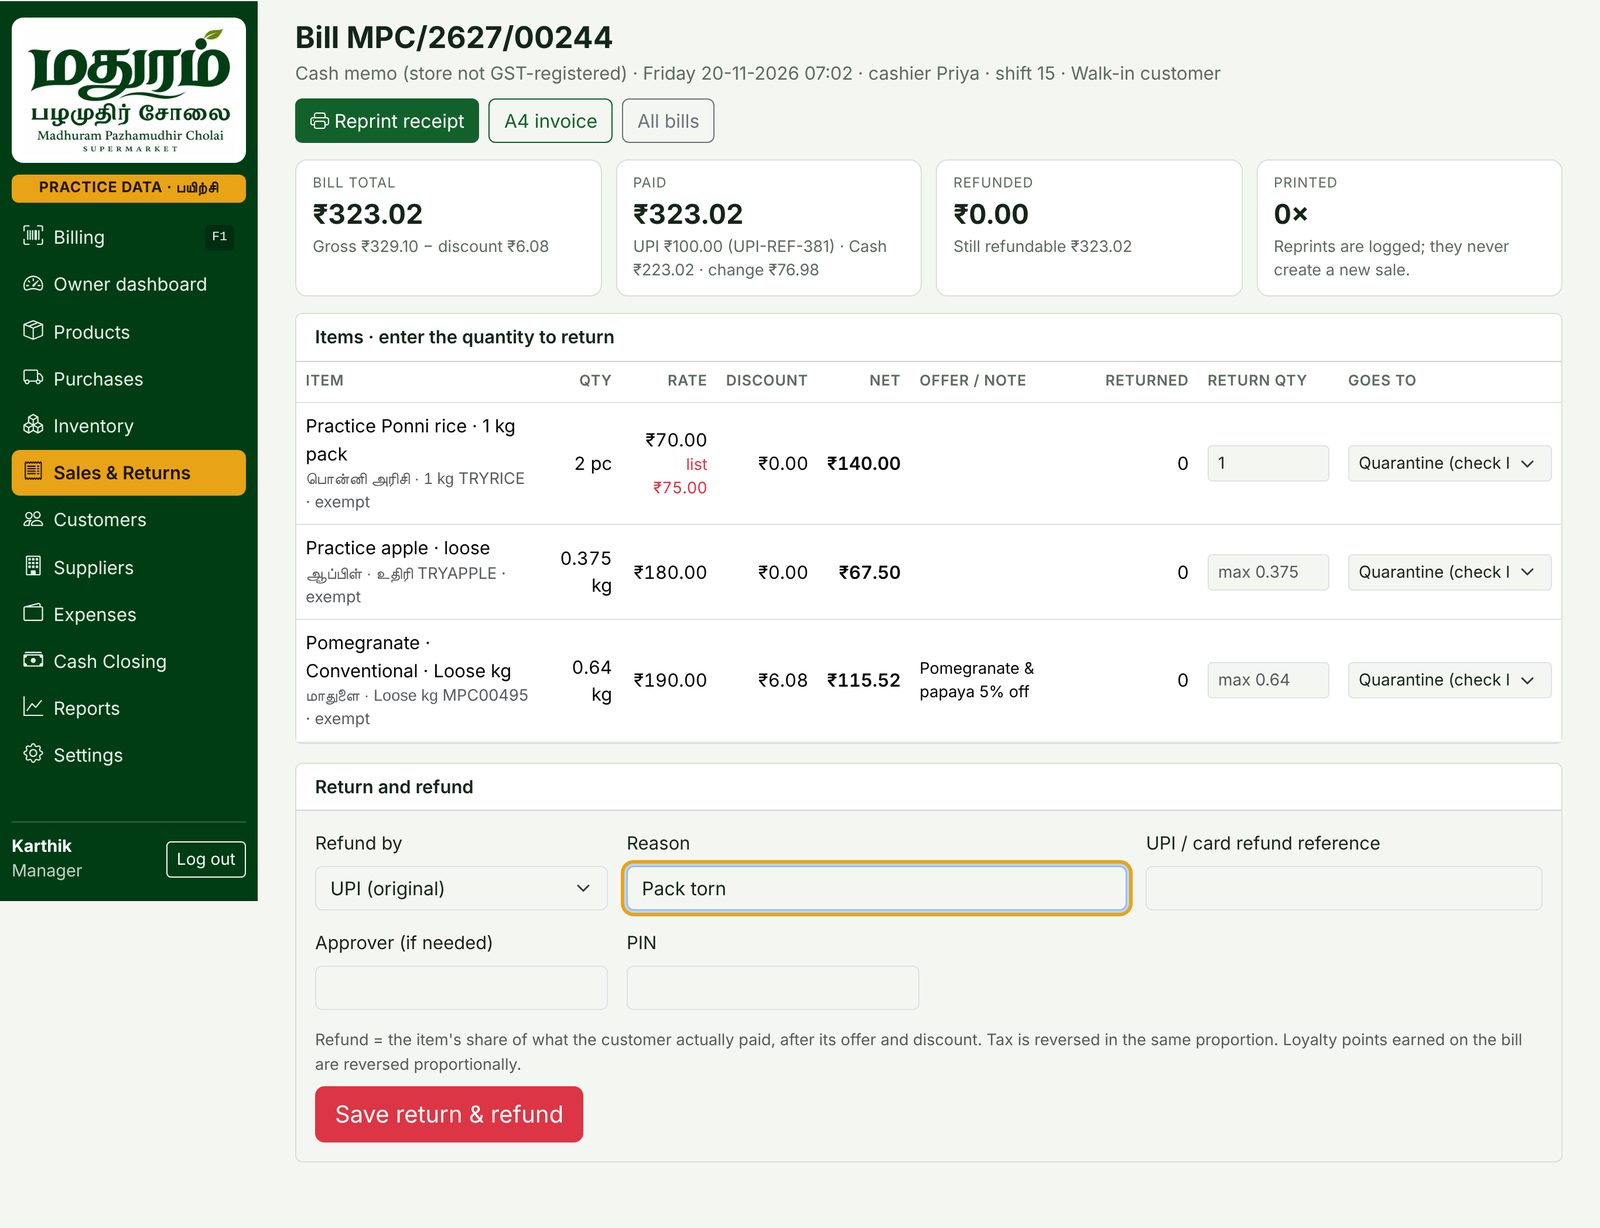 மதுரம்
பழமுதிர் சோலை
Madhuram Pazhamudhir Cholai
SUPERMARKET
PRACTICE DATA · பயிற்சி
Billing F1
Owner dashboard
Products
Purchases
Inventory
Sales & Returns
Customers
Suppliers
Expenses
Cash Closing
Reports
Settings
Karthik
Manager
Log out
Bill MPC/2627/00244
Cash memo (store not GST-registered) · Friday 20-11-2026 07:02 · cashier Priya · shift 15 · Walk-in customer
Reprint receipt A4 invoice All bills
BILL TOTAL
₹323.02
Gross ₹329.10 − discount ₹6.08
PAID
₹323.02
UPI ₹100.00 (UPI-REF-381) · Cash
₹223.02 · change ₹76.98
REFUNDED
₹0.00
Still refundable ₹323.02
PRINTED
0×
Reprints are logged; they never
create a new sale.
Items · enter the quantity to return
ITEM QTY RATE DISCOUNT NET OFFER / NOTE RETURNED RETURN QTY GOES TO
Practice Ponni rice · 1 kg
pack
பொன்னி அரிசி · 1 kg TRYRICE
· exempt
2 pc
₹70.00
list
₹75.00
₹0.00 ₹140.00 0 1 Quarantine (check
Practice apple · loose
ஆப்பிள் · உதிரி TRYAPPLE ·
exempt
0.375
kg
₹180.00 ₹0.00 ₹67.50 0 max 0.375 Quarantine (check
Pomegranate ·
Conventional · Loose kg
மாதுளை · Loose kg MPC00495
· exempt
0.64
kg
₹190.00 ₹6.08 ₹115.52
Pomegranate &
papaya 5% off
0 max 0.64 Quarantine (check
Return and refund
Refund by Reason UPI / card refund reference
UPI (original) Pack torn
Approver (if needed) PIN
Refund = the item's share of what the customer actually paid, after its offer and discount. Tax is reversed in the same proportion. Loyalty points earned on the bill
are reversed proportionally.
Save return & refund